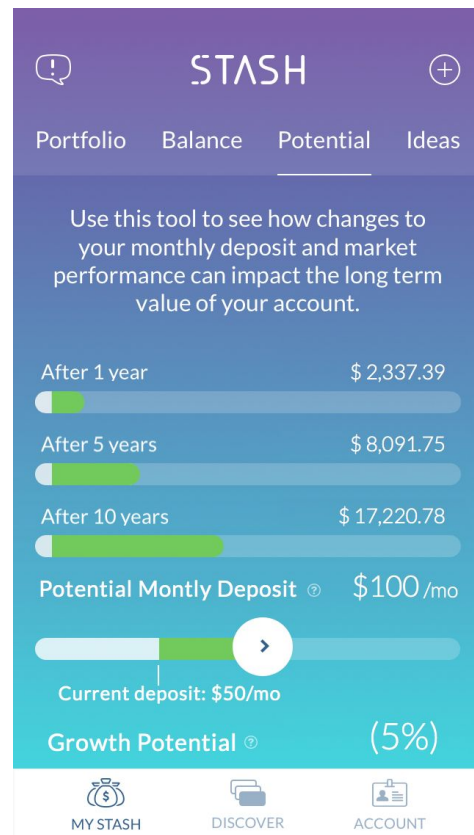 STASH
Portfolio Balance Potential Ideas
Use this tool to see how changes to
your monthly deposit and market
performance can impact the long term
value of your account.
After 1 year $ 2,337.39
After 5 years $ 8,091.75
After 10 years $ 17,220.78
Potential Montly Deposit ? $100 /mo
Current deposit: $50/mo
Growth Potential ? (5%)
MY STASH DISCOVER ACCOUNT